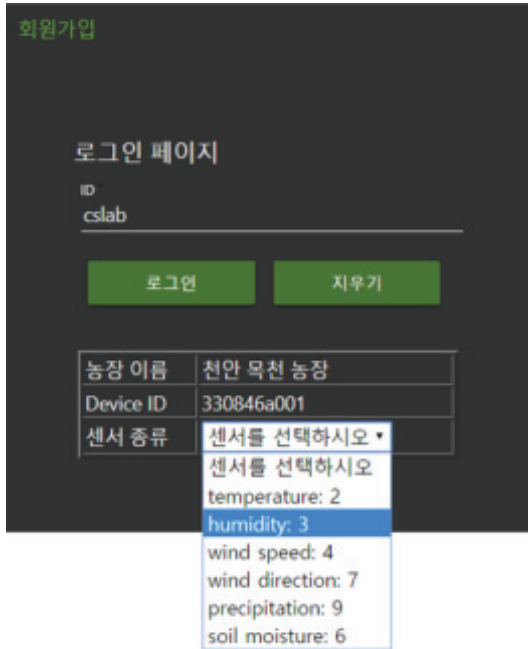 회원가입
로그인 페이지
ID
cslab
로그인 지우기
농장 이름 천안 목천 농장
Device ID 330846a001
센서 종류 센서를 선택하시오
센서를 선택하시오
temperature: 2
humidity: 3
wind speed: 4
wind direction: 7
precipitation: 9
soil moisture: 6